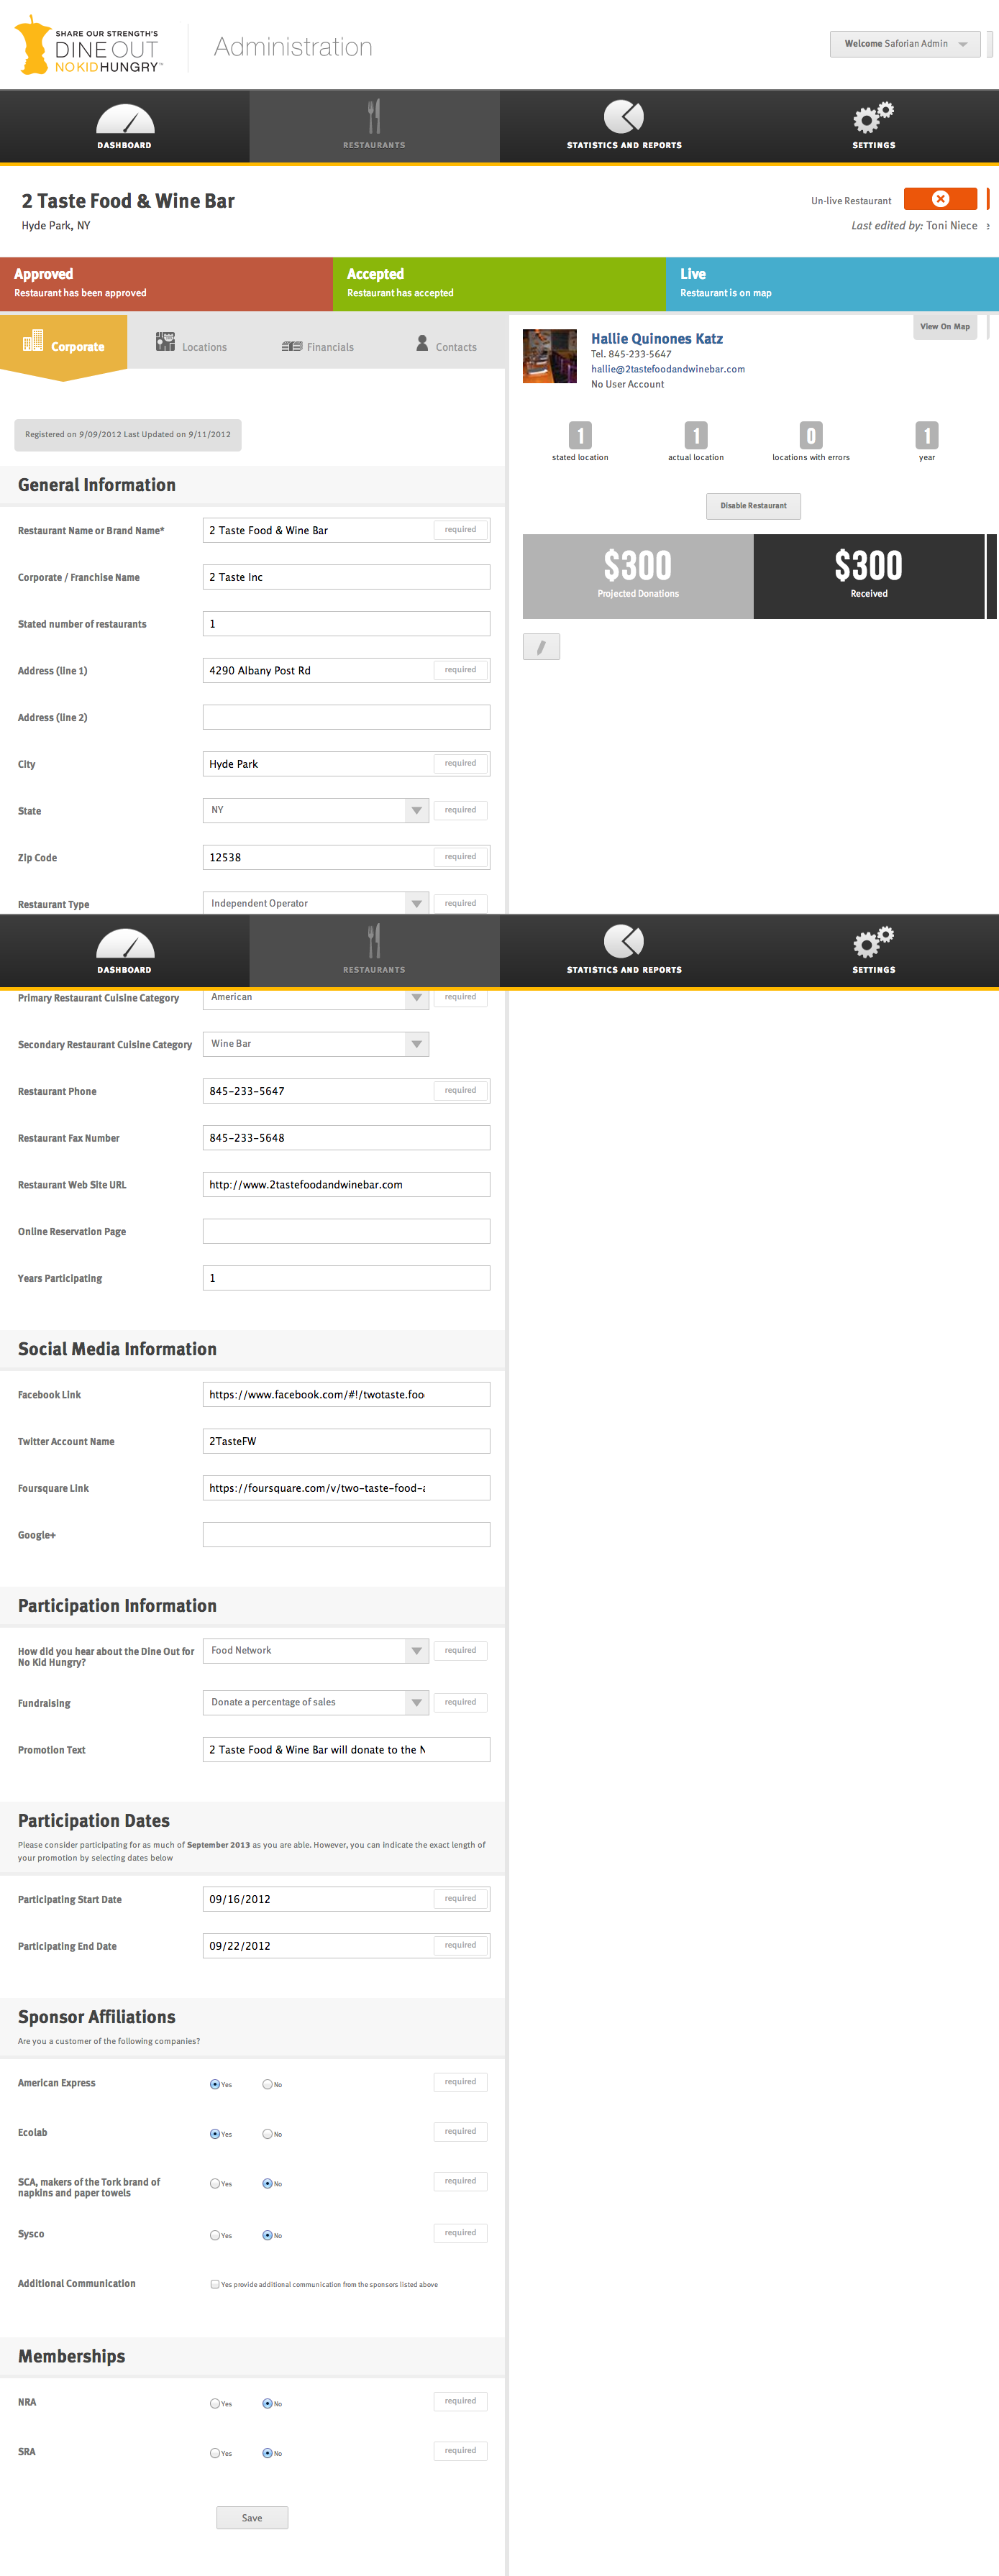 SHARE OUR STRENGTH'S
DINE OUT
NO KID HUNGRY™
Administration
Welcome Saforian Admin
DASHBOARD
RESTAURANTS
STATISTICS AND REPORTS
SETTINGS
2 Taste Food & Wine Bar
Hyde Park, NY
Un-live Restaurant
Last edited by: Toni Niece
e
Approved
Restaurant has been approved
Accepted
Restaurant has accepted
Live
Restaurant is on map
Corporate
Locations
Financials
Contacts
View On Map
Hallie Quinones Katz
Tel. 845-233-5647
hallie@2tastefoodandwinebar.com
No User Account
Registered on 9/09/2012 Last Updated on 9/11/2012
1
stated location
1
actual location
0
locations with errors
1
year
Disable Restaurant
$300
Projected Donations
$300
Received
General Information
Restaurant Name or Brand Name*
2 Taste Food & Wine Bar
required
Corporate / Franchise Name
2 Taste Inc
Stated number of restaurants
1
Address (line 1)
4290 Albany Post Rd
required
Address (line 2)
City
Hyde Park
required
State
NY
required
Zip Code
12538
required
Restaurant Type
Independent Operator
required
DASHBOARD
RESTAURANTS
STATISTICS AND REPORTS
SETTINGS
Primary Restaurant Cuisine Category
American
required
Secondary Restaurant Cuisine Category
Wine Bar
Restaurant Phone
845-233-5647
required
Restaurant Fax Number
845-233-5648
Restaurant Web Site URL
http://www.2tastefoodandwinebar.com
Online Reservation Page
Years Participating
1
Social Media Information
Facebook Link
https://www.facebook.com/#!/twotaste.foo
Twitter Account Name
2TasteFW
Foursquare Link
https://foursquare.com/v/two-taste-food-a
Google+
Participation Information
How did you hear about the Dine Out for
No Kid Hungry?
Food Network
required
Fundraising
Donate a percentage of sales
required
Promotion Text
2 Taste Food & Wine Bar will donate to the N
Participation Dates
Please consider participating for as much of September 2013 as you are able. However, you can indicate the exact length of
your promotion by selecting dates below
Participating Start Date
09/16/2012
required
Participating End Date
09/22/2012
required
Sponsor Affiliations
Are you a customer of the following companies?
American Express
Yes
No
required
Ecolab
Yes
No
required
SCA, makers of the Tork brand of
napkins and paper towels
Yes
No
required
Sysco
Yes
No
required
Additional Communication
Yes provide additional communication from the sponsors listed above
Memberships
NRA
Yes
No
required
SRA
Yes
No
required
Save